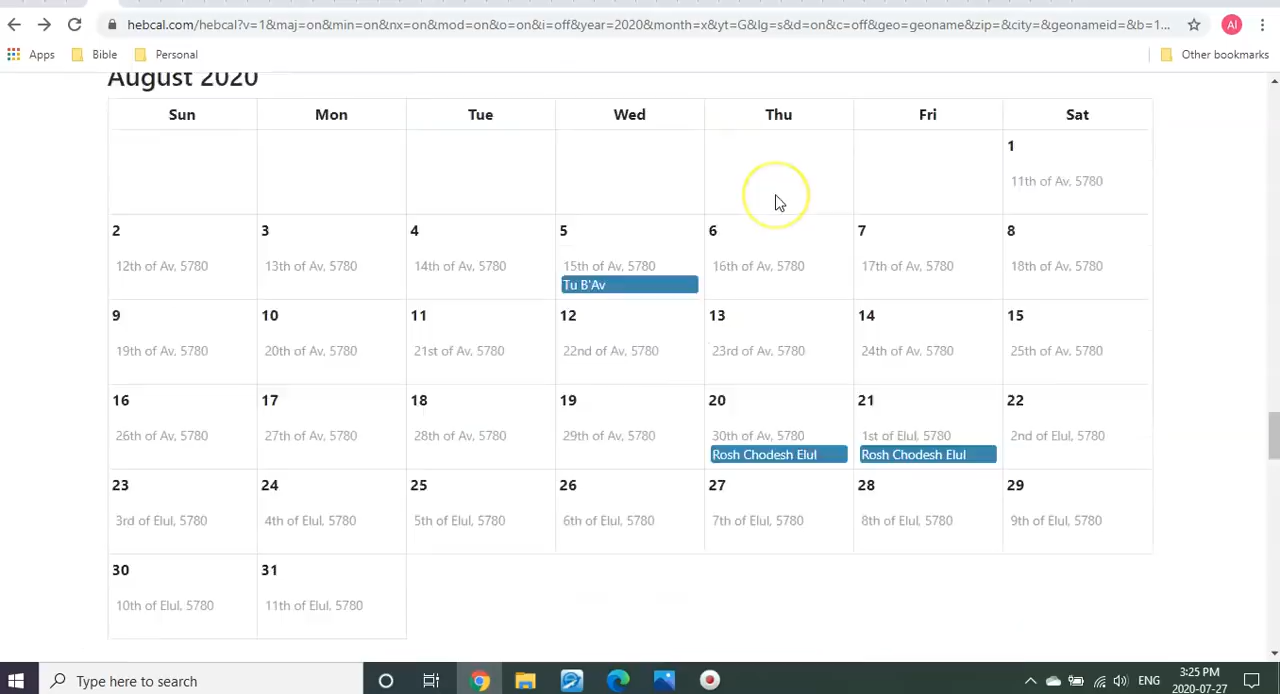 hebcal.com/hebcal?v=1&maj=on&min=on&nx=on&mod=on&o=on&i=off&year=2020&month=x&yt=G&lg=s&d=on&c=off&geo=geoname&zip=&city=&geonameid=&b=1...
AI
Apps Bible Personal Other bookmarks
August 2020
Sun Mon Tue Wed Thu Fri Sat
1
11th of Av, 5780
2 3 4 5 6 7 8
12th of Av, 5780 13th of Av, 5780 14th of Av, 5780 15th of Av, 5780 16th of Av, 5780 17th of Av, 5780 18th of Av, 5780
Tu B'Av
9 10 11 12 13 14 15
19th of Av, 5780 20th of Av, 5780 21st of Av, 5780 22nd of Av, 5780 23rd of Av, 5780 24th of Av, 5780 25th of Av, 5780
16 17 18 19 20 21 22
26th of Av, 5780 27th of Av, 5780 28th of Av, 5780 29th of Av, 5780 30th of Av, 5780 1st of Elul, 5780 2nd of Elul, 5780
Rosh Chodesh Elul Rosh Chodesh Elul
23 24 25 26 27 28 29
3rd of Elul, 5780 4th of Elul, 5780 5th of Elul, 5780 6th of Elul, 5780 7th of Elul, 5780 8th of Elul, 5780 9th of Elul, 5780
30 31
10th of Elul, 5780 11th of Elul, 5780
Type here to search
ENG
3:25 PM
2020-07-27